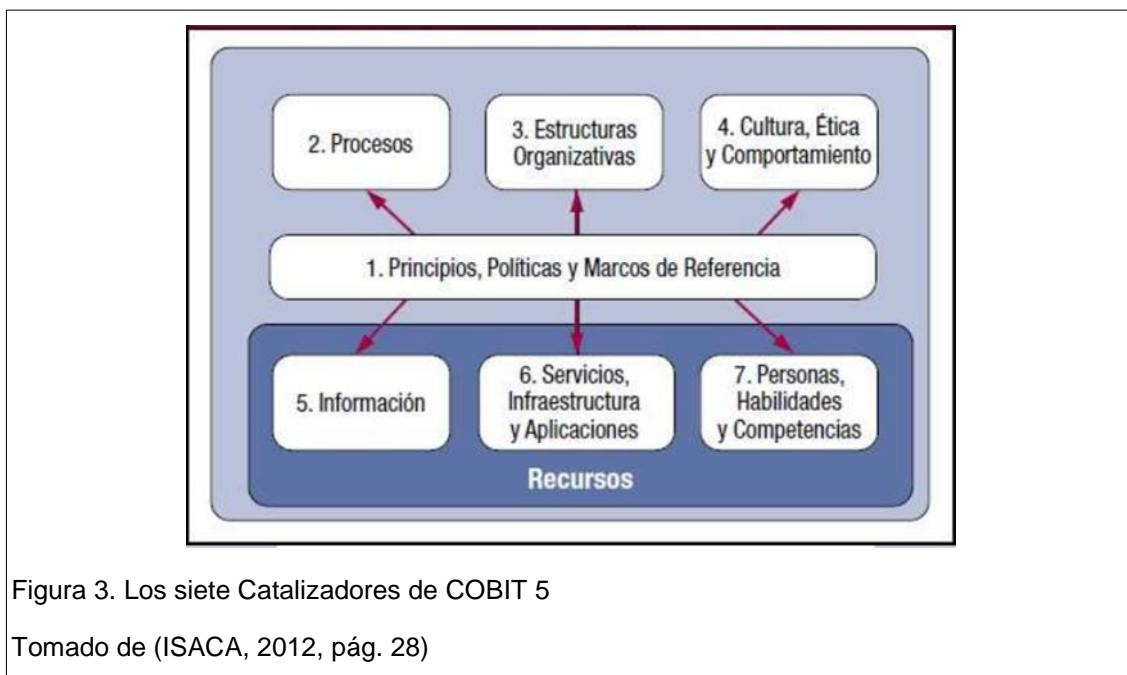 2. Procesos
3. Estructuras
Organizativas
4. Cultura, Ética
y Comportamiento
1. Principios, Políticas y Marcos de Referencia
5. Información
6. Servicios,
Infraestructura
y Aplicaciones
7. Personas,
Habilidades
y Competencias
Recursos
Figura 3. Los siete Catalizadores de COBIT 5
Tomado de (ISACA, 2012, pág. 28)